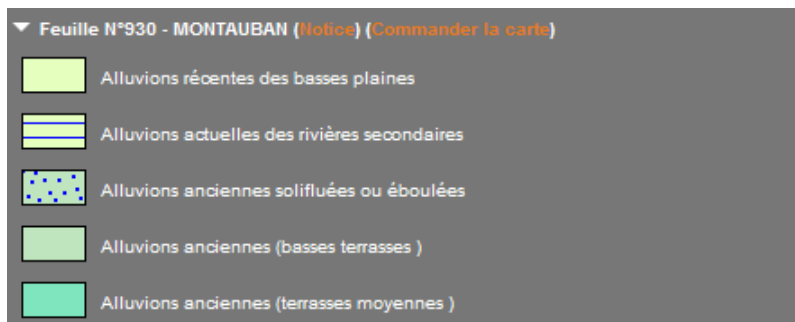 Feuille N°930 - MONTAUBAN (Notice) (Commander la carte)
Alluvions récentes des basses plaines
Alluvions actuelles des rivières secondaires
Alluvions anciennes solifluées ou éboulées
Alluvions anciennes (basses terrasses )
Alluvions anciennes (terrasses moyennes )